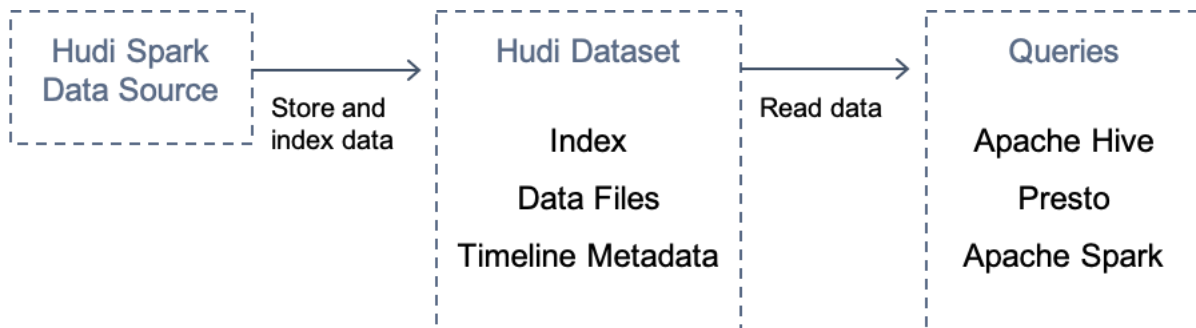 Hudi Spark
Data Source
Store and
index data
Hudi Dataset
Index
Data Files
Timeline Metadata
Read data
Queries
Apache Hive
Presto
Apache Spark